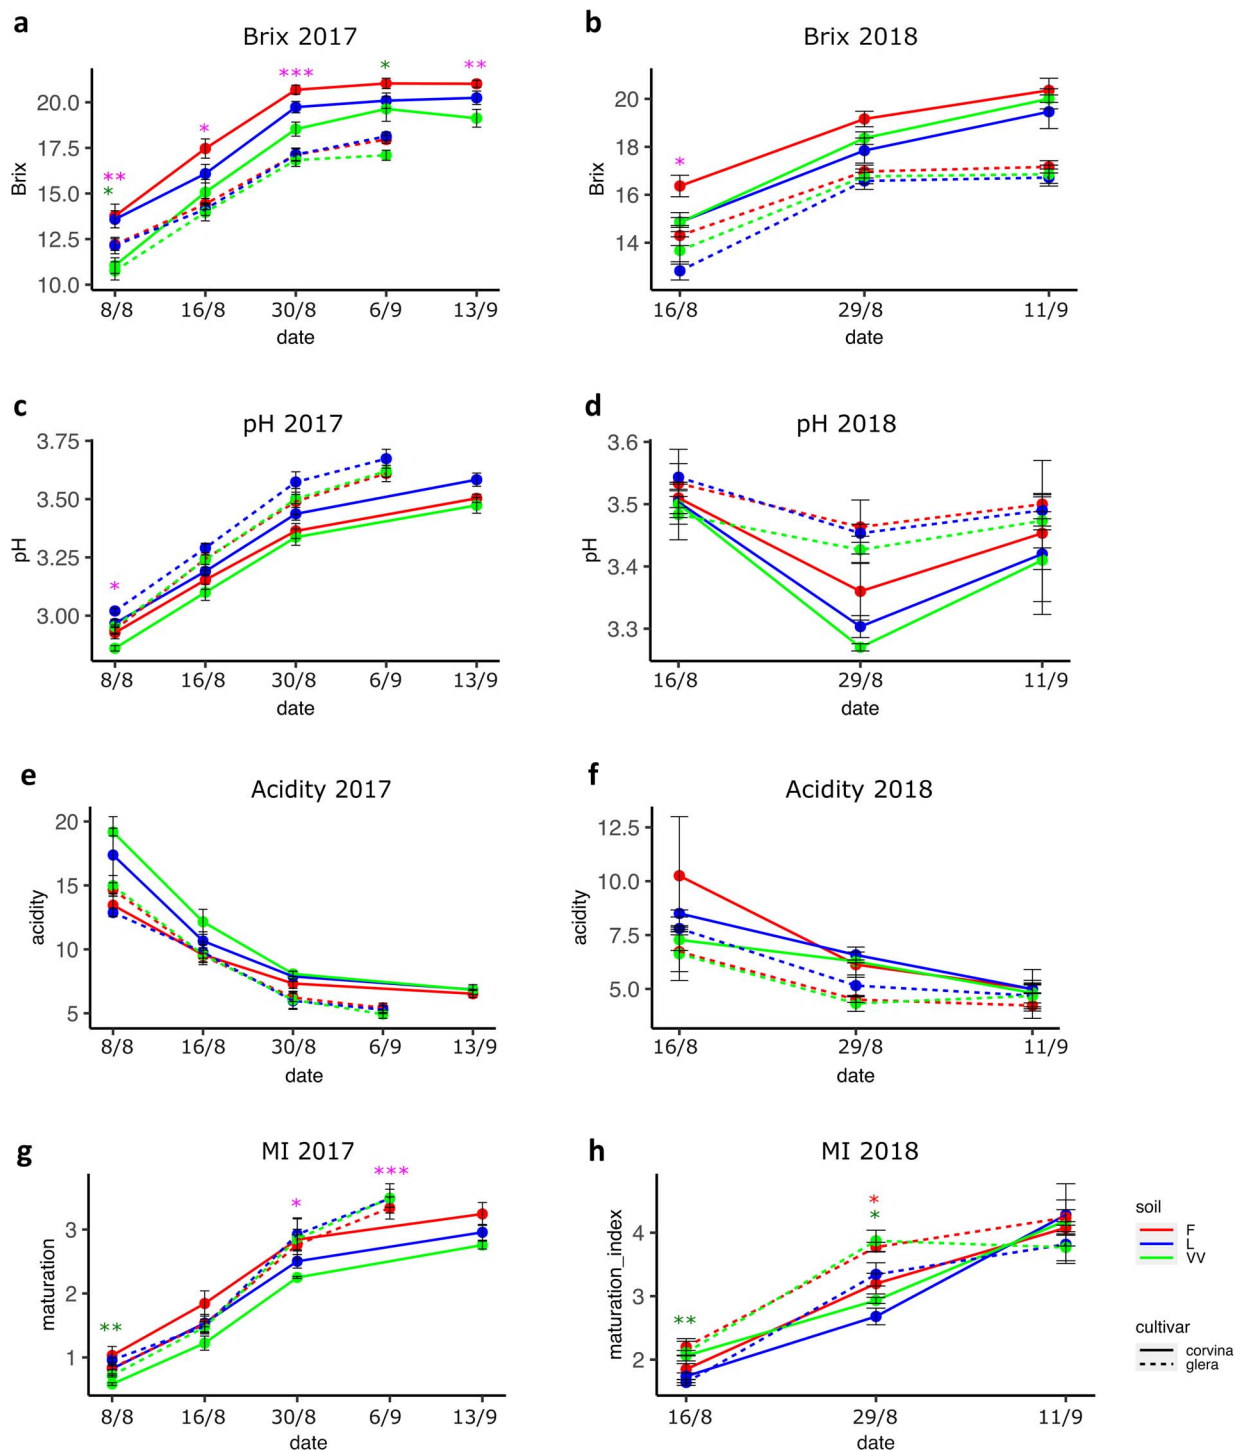 a
Brix 2017
**
*
*
***
*
**
20.0
17.5
15.0
12.5
10.0
Brix
8/8 16/8 30/8 6/9 13/9
date
b
Brix 2018
*
20
18
16
14
Brix
16/8 29/8 11/9
date
c
pH 2017
*
3.75
3.50
3.25
3.00
pH
8/8 16/8 30/8 6/9 13/9
date
d
pH 2018
3.6
3.5
3.4
3.3
pH
16/8 29/8 11/9
date
e
Acidity 2017
20
15
10
5
acidity
8/8 16/8 30/8 6/9 13/9
date
f
Acidity 2018
12.5
10.0
7.5
5.0
acidity
16/8 29/8 11/9
date
g
MI 2017
**
*
***
3
2
1
maturation
8/8 16/8 30/8 6/9 13/9
date
h
MI 2018
**
*
*
4
3
2
maturation_index
16/8 29/8 11/9
date
soil
F
L
VV
cultivar
corvina
glera